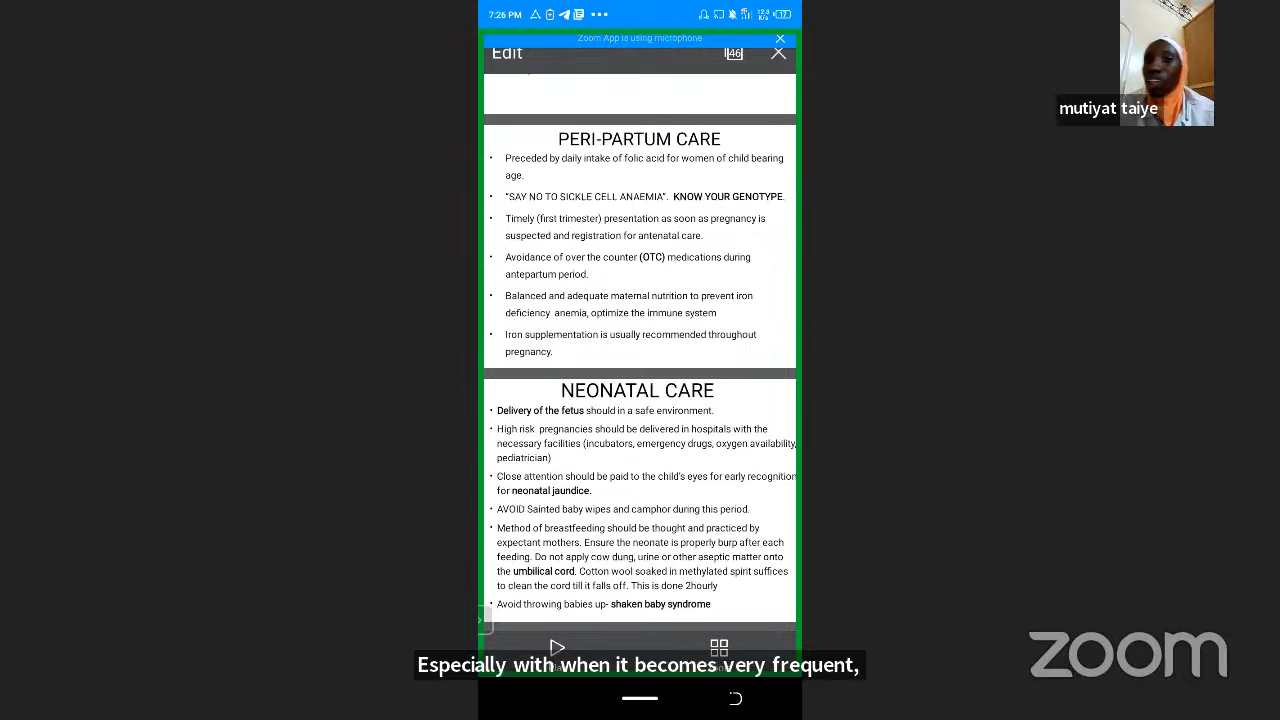 7:26 PM
12.3 K/s
17
Zoom App is using microphone
Edit
46
mutiyat taiye
PERI-PARTUM CARE
• Preceded by daily intake of folic acid for women of child bearing
age.
• “SAY NO TO SICKLE CELL ANAEMIA”. KNOW YOUR GENOTYPE.
• Timely (first trimester) presentation as soon as pregnancy is
suspected and registration for antenatal care.
• Avoidance of over the counter (OTC) medications during
antepartum period.
• Balanced and adequate maternal nutrition to prevent iron
deficiency anemia, optimize the immune system
• Iron supplementation is usually recommended throughout
pregnancy.
NEONATAL CARE
• Delivery of the fetus should in a safe environment.
• High risk pregnancies should be delivered in hospitals with the
necessary facilities (incubators, emergency drugs, oxygen availability,
pediatrician)
• Close attention should be paid to the child's eyes for early recognition
for neonatal jaundice.
• AVOID Sainted baby wipes and camphor during this period.
• Method of breastfeeding should be thought and practiced by
expectant mothers. Ensure the neonate is properly burp after each
feeding. Do not apply cow dung, urine or other aseptic matter onto
the umbilical cord. Cotton wool soaked in methylated spirit suffices
to clean the cord till it falls off. This is done 2hourly
• Avoid throwing babies up- shaken baby syndrome
Especially with when it becomes very frequent,
zoom